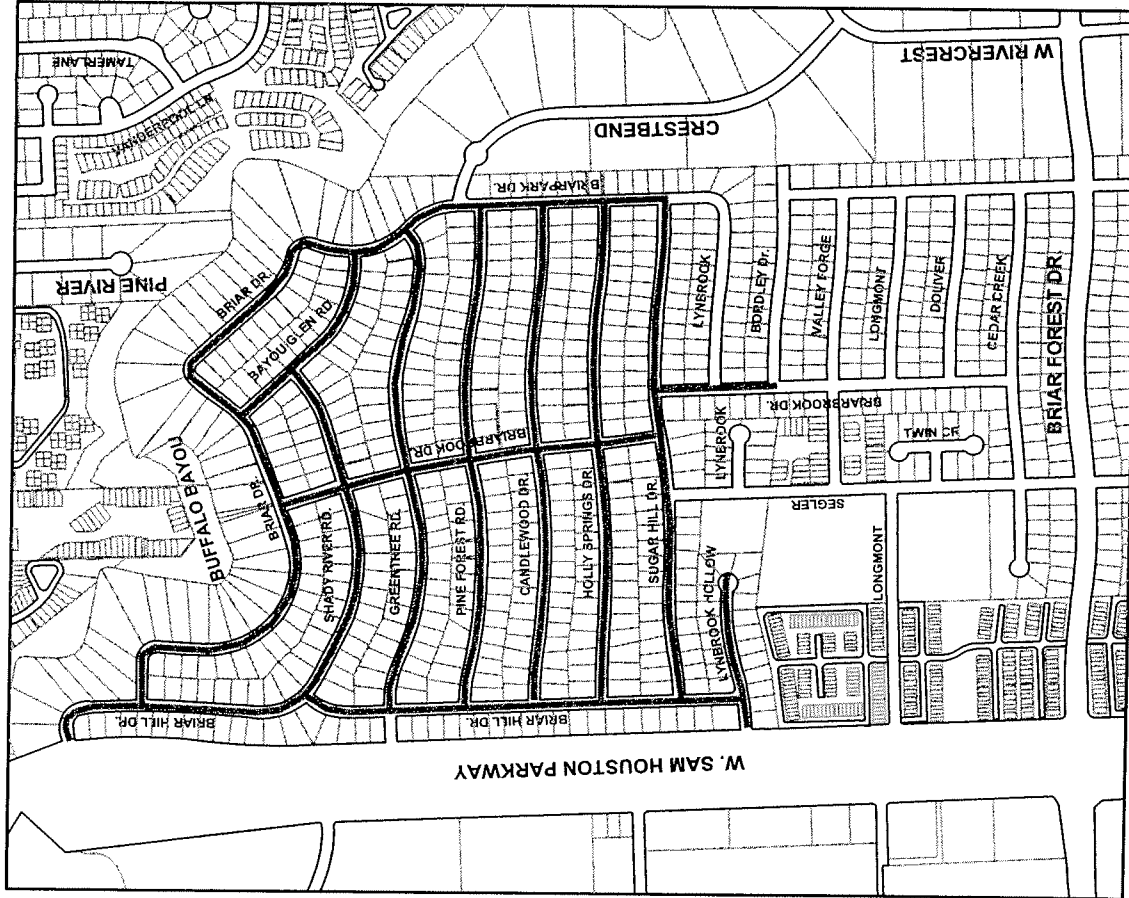 TAMERLANE
VANDERPOOL LN
W RIVERCREST
CRESTBEND
PINE RIVER
BRIARPARK DR.
BRIAR DR.
BAYOU GLEN RD.
LYNBROOK
BORDLEY Dr.
VALLEY FORGE
LONGMONT
DOLIVER
CEDAR CREEK
BRIAR FOREST DR.
BUFFALO BAYOU
BRIARBROOK DR.
BRIARBROOK DR.
LYNBROOK
TWIN CR
BRIAR DR.
SHADY RIVER RD.
GREENTREE RD.
PINE FOREST RD.
CANDLEWOOD DR.
HOLLY SPRINGS DR.
SUGAR HILL DR.
SEGLER
LYNBROOK HOLLOW
LONGMONT
BRIAR HILL DR.
BRIAR HILL DR.
W. SAM HOUSTON PARKWAY